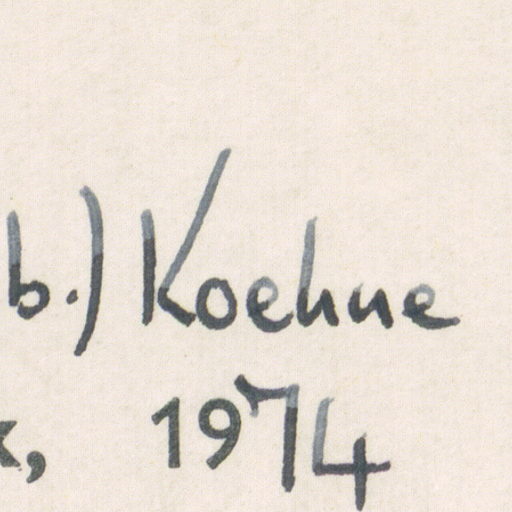 b.) Koehne
x, 1974